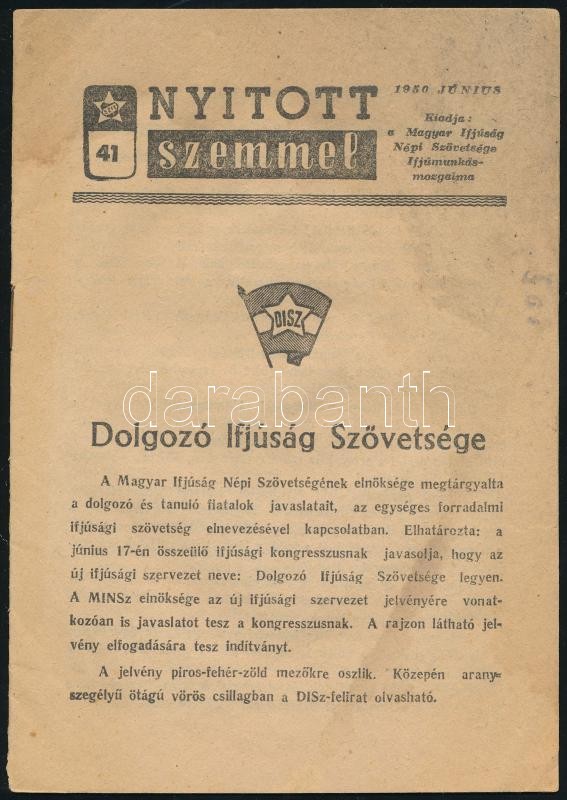 NYITOTT
szemmel
41
1950 JÚNIUS
Kiadja:
a Magyar Ifjúság
Népi Szövetsége
Ifjúmunkás-
mozgalma
DISZ
darabanth
Dolgozó Ifjúság Szövetsége
A Magyar Ifjúság Népi Szövetségének elnöksége megtárgyalta
a dolgozó és tanuló fiatalok javaslatait, az egységes forradalmi
ifjúsági szövetség elnevezésével kapcsolatban. Elhatározta: a
június 17-én összeülő ifjúsági kongresszusnak javasolja, hogy az
új ifjúsági szervezet neve: Dolgozó Ifjúság Szövetsége legyen.
A MINSz elnöksége az új ifjúsági szervezet jelvényére vonat-
kozóan is javaslatot tesz a kongresszusnak. A rajzon látható jel-
vény elfogadására tesz indítványt.
A jelvény piros-fehér-zöld mezőkre oszlik. Közepén arany-
szegélyű ötágú vörös csillagban a DISz-felirat olvasható.